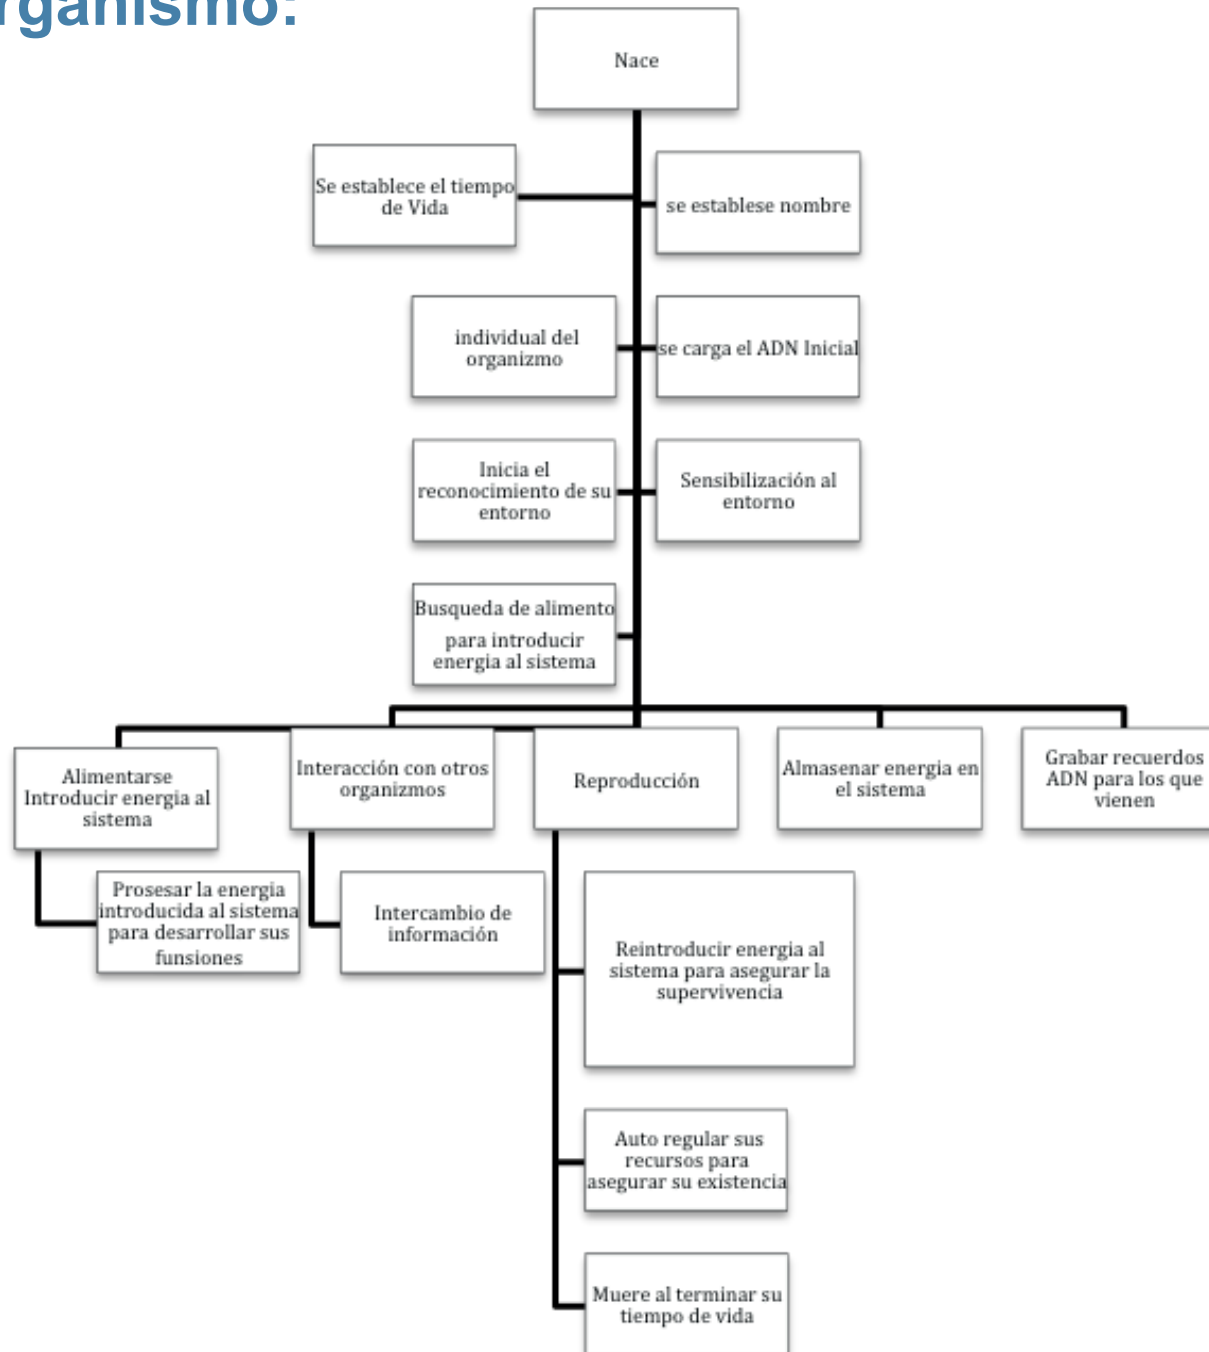 rganismo:
Nace
Se establece el tiempo
de Vida
se establese nombre
individual del
organizmo
se carga el ADN Inicial
Inicia el
reconocimiento de su
entorno
Sensibilización al
entorno
Busqueda de alimento
para introducir
energia al sistema
Alimentarse
Introducir energia al
sistema
Interacción con otros
organizmos
Reproducción
Almasenar energia en
el sistema
Grabar recuerdos
ADN para los que
vienen
Prosesar la energia
introducida al sistema
para desarrollar sus
funsiones
Intercambio de
información
Reintroducir energia al
sistema para asegurar la
supervivencia
Auto regular sus
recursos para
asegurar su existencia
Muere al terminar su
tiempo de vida